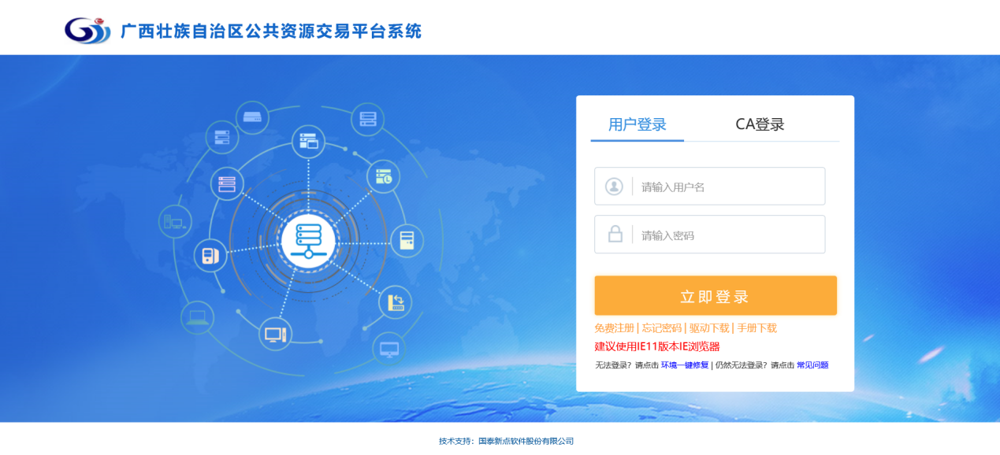 广西壮族自治区公共资源交易平台系统
用户登录 CA登录
请输入用户名
请输入密码
立即登录
免费注册 | 忘记密码 | 驱动下载 | 手册下载
建议使用IE11版本IE浏览器
无法登录？请点击 环境一键修复 | 仍然无法登录？请点击 常见问题
技术支持：国泰新点软件股份有限公司